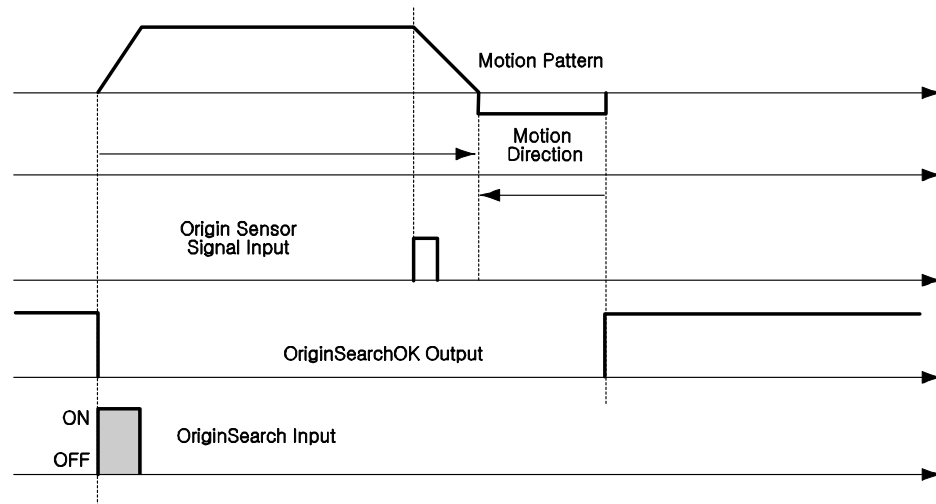 Motion Pattern
Motion
Direction
Origin Sensor
Signal Input
OriginSearchOK Output
ON
OriginSearch Input
OFF